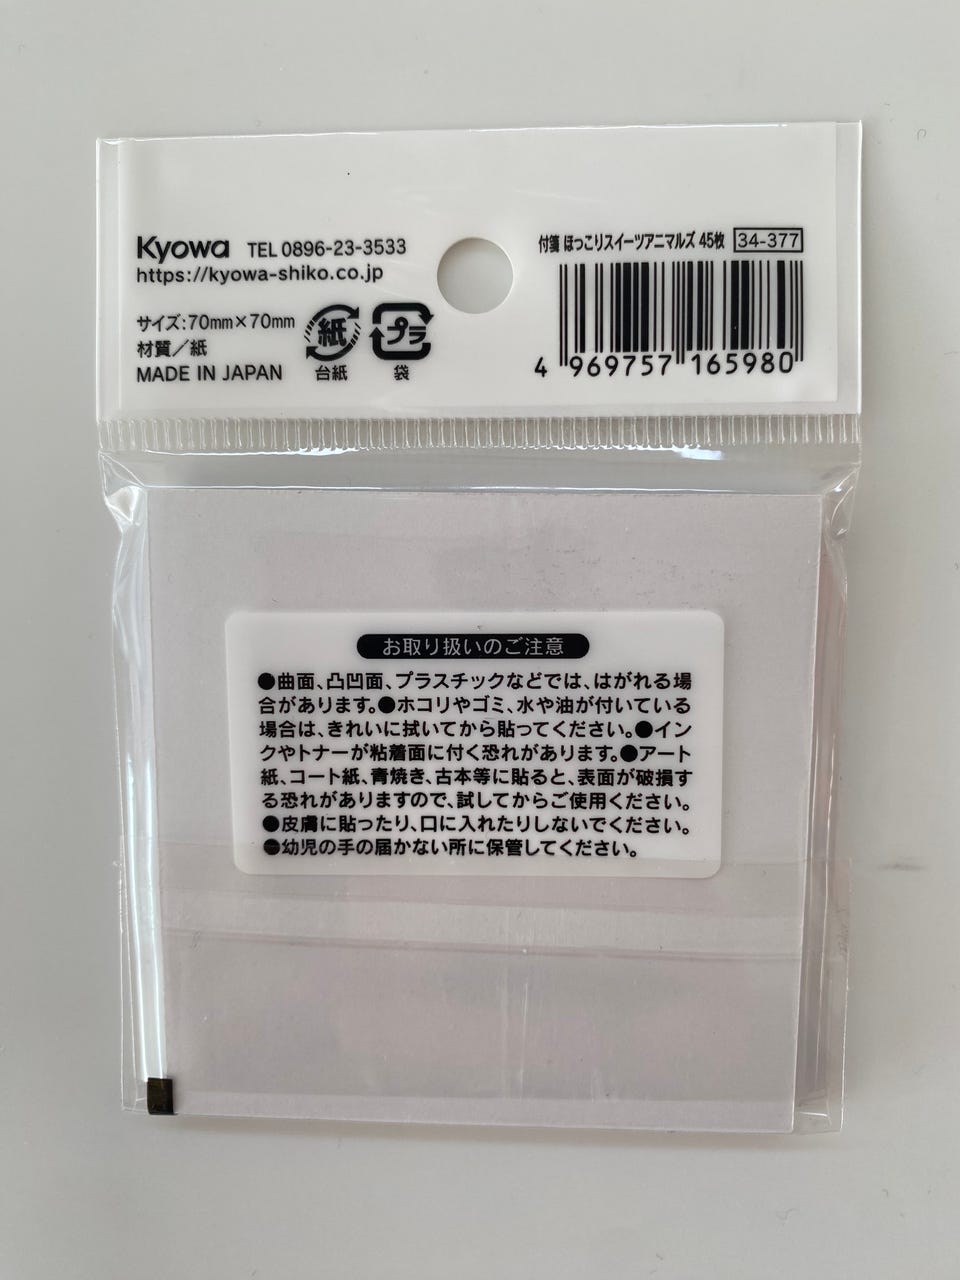 Kyowa TEL 0896-23-3533
https://kyowa-shiko.co.jp
サイズ:70mm×70mm
材質／紙
MADE IN JAPAN
紙
台紙
プラ
袋
付箋 ほっこりスイーツアニマルズ 45枚 34-377
4 969757 165980
お取り扱いのご注意
●曲面、凸凹面、プラスチックなどでは、はがれる場
合があります。●ホコリやゴミ、水や油が付いている
場合は、きれいに拭いてから貼ってください。●イン
クやトナーが粘着面に付く恐れがあります。●アート
紙、コート紙、青焼き、古本等に貼ると、表面が破損す
る恐れがありますので、試してからご使用ください。
●皮膚に貼ったり、口に入れたりしないでください。
●幼児の手の届かない所に保管してください。